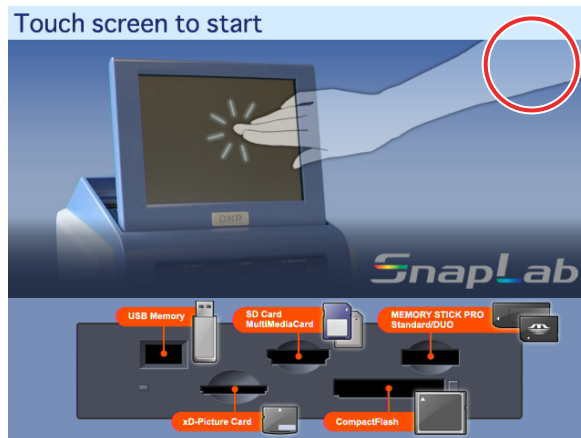 Touch screen to start
DNP
SnapLab
USB Memory
SD Card
MultiMediaCard
MEMORY STICK PRO
Standard/DUO
xD-Picture Card
CompactFlash